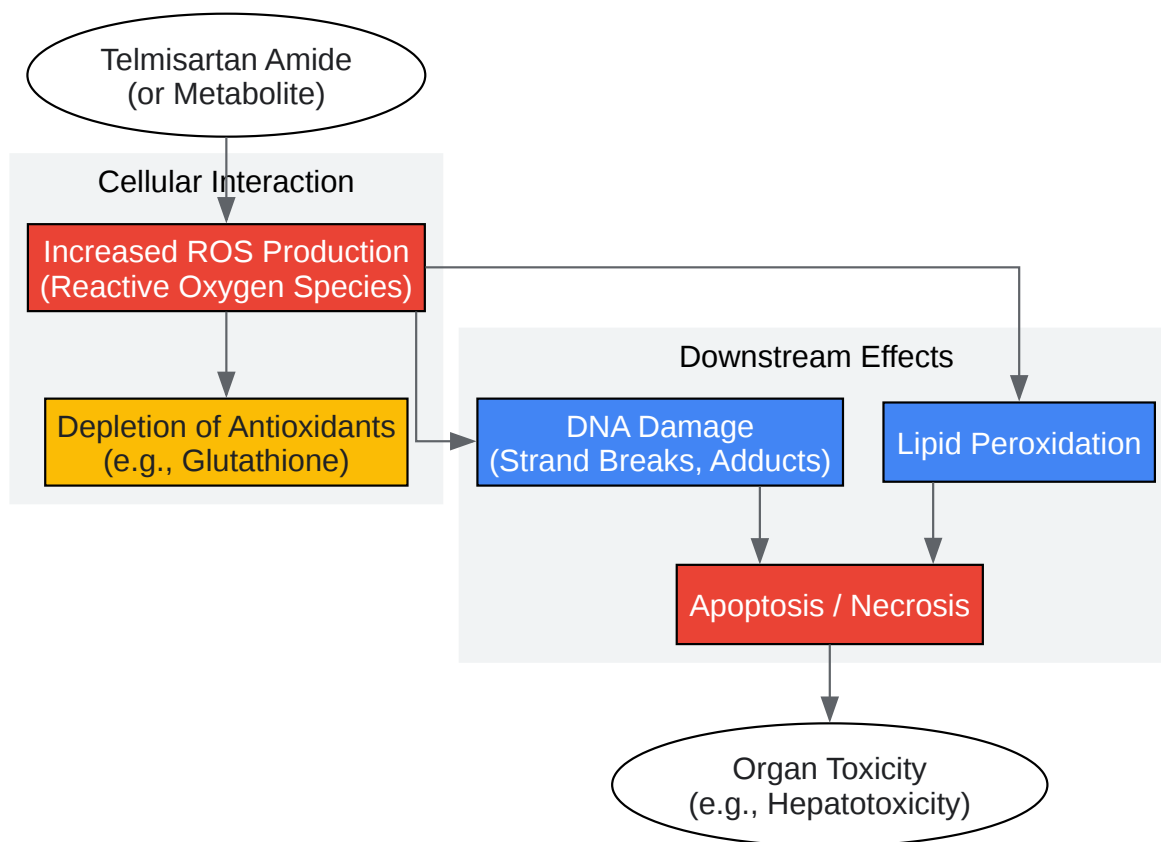 Telmisartan Amide
(or Metabolite)
Cellular Interaction
Increased ROS Production
(Reactive Oxygen Species)
Downstream Effects
Depletion of Antioxidants
(e.g., Glutathione)
DNA Damage
(Strand Breaks, Adducts)
Lipid Peroxidation
Apoptosis / Necrosis
Organ Toxicity
(e.g., Hepatotoxicity)